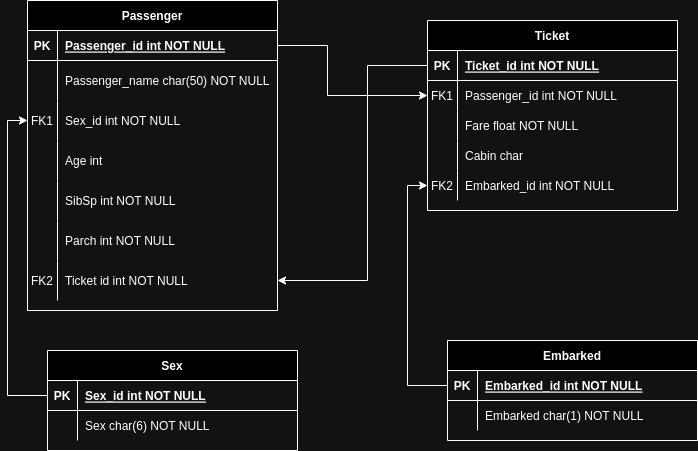 Passenger
PK Passenger_id int NOT NULL
Passenger_name char(50) NOT NULL
FK1 Sex_id int NOT NULL
Age int
SibSp int NOT NULL
Parch int NOT NULL
FK2 Ticket id int NOT NULL
Ticket
PK Ticket_id int NOT NULL
FK1 Passenger_id int NOT NULL
Fare float NOT NULL
Cabin char
FK2 Embarked_id int NOT NULL
Sex
PK Sex_id int NOT NULL
Sex char(6) NOT NULL
Embarked
PK Embarked_id int NOT NULL
Embarked char(1) NOT NULL